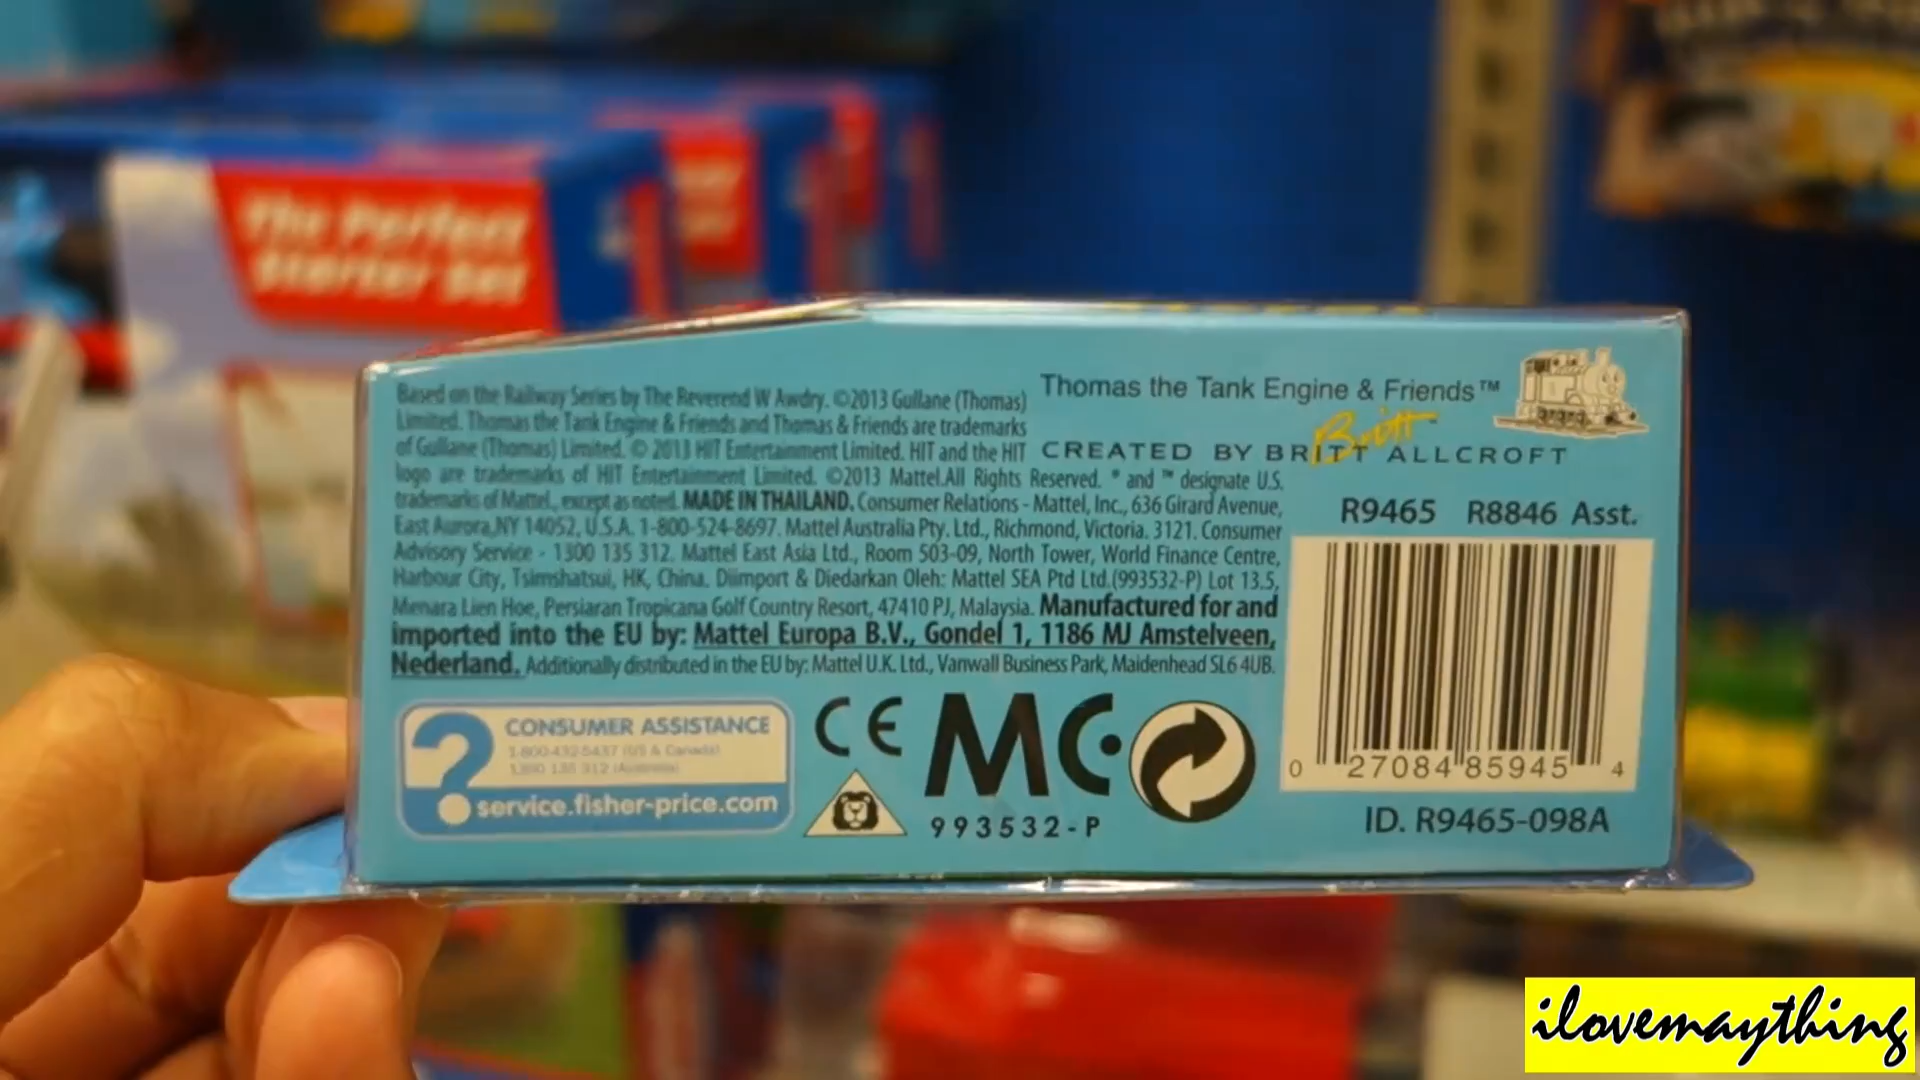 The Perfect
Starter Set
Based on the Railway Series by The Reverend W Awdry. ©2013 Gullane (Thomas)
Limited. Thomas the Tank Engine & Friends and Thomas & Friends are trademarks
of Gullane (Thomas) Limited. © 2013 HIT Entertainment Limited. HIT and the HIT
logo are trademarks of HIT Entertainment Limited. ©2013 Mattel.All Rights Reserved. ® and ™ designate U.S.
trademarks of Mattel, except as noted. MADE IN THAILAND. Consumer Relations - Mattel, Inc., 636 Girard Avenue,
East Aurora,NY 14052, U.S.A. 1-800-524-8697. Mattel Australia Pty. Ltd., Richmond, Victoria. 3121. Consumer
Advisory Service - 1300 135 312. Mattel East Asia Ltd., Room 503-09, North Tower, World Finance Centre,
Harbour City, Tsimshatsui, HK, China. Diimport & Diedarkan Oleh: Mattel SEA Ptd Ltd.(993532-P) Lot 13.5,
Menara Lien Hoe, Persiaran Tropicana Golf Country Resort, 47410 PJ, Malaysia. Manufactured for and
imported into the EU by: Mattel Europa B.V., Gondel 1, 1186 MJ Amstelveen,
Nederland. Additionally distributed in the EU by: Mattel U.K. Ltd., Vanwall Business Park, Maidenhead SL6 4UB.
Thomas the Tank Engine & Friends™
Britt™
CREATED BY BRITT ALLCROFT
R9465 R8846 Asst.
0 27084 85945 4
ID. R9465-098A
CONSUMER ASSISTANCE
1-800-432-5437 (US & Canada)
1300 135 312 (Australia)
service.fisher-price.com
CE
MC
993532-P
ilovemaything